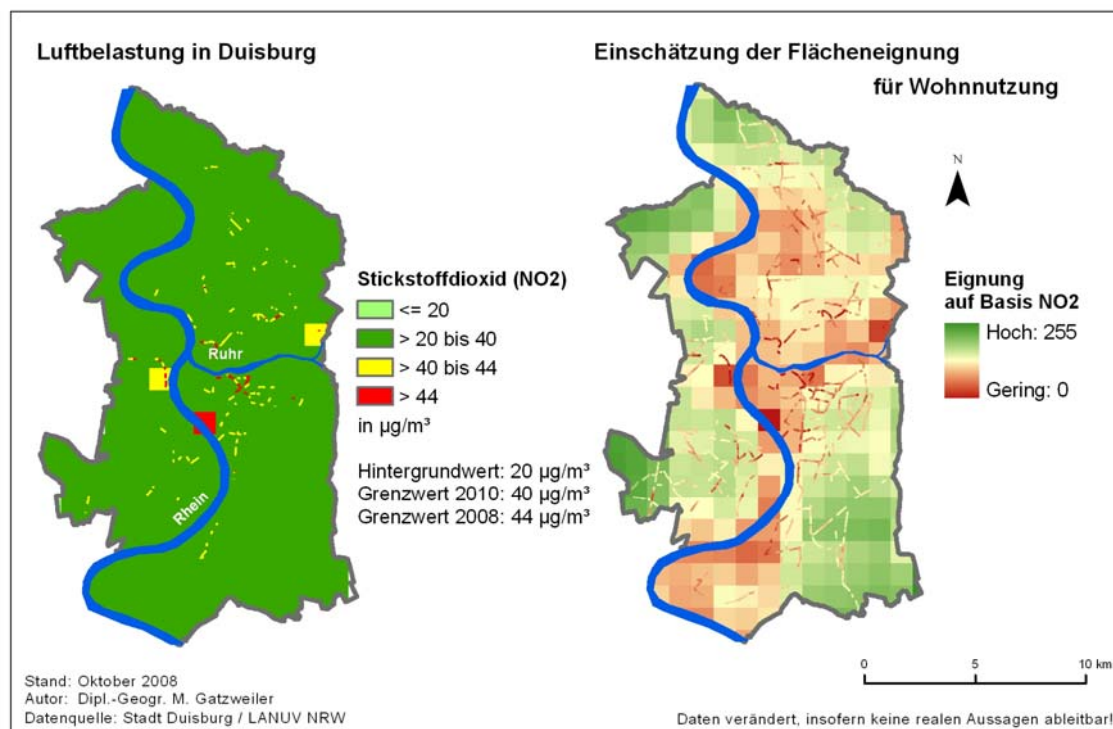 Luftbelastung in Duisburg
Einschätzung der Flächeneignung
für Wohnnutzung
N
Stickstoffdioxid (NO2)
<= 20
> 20 bis 40
> 40 bis 44
> 44
in µg/m³
Hintergrundwert: 20 µg/m³
Grenzwert 2010: 40 µg/m³
Grenzwert 2008: 44 µg/m³
Ruhr
Rhein
Eignung
auf Basis NO2
Hoch: 255
Gering: 0
0 5 10 km
Stand: Oktober 2008
Autor: Dipl.-Geogr. M. Gatzweiler
Datenquelle: Stadt Duisburg / LANUV NRW
Daten verändert, insofern keine realen Aussagen ableitbar!